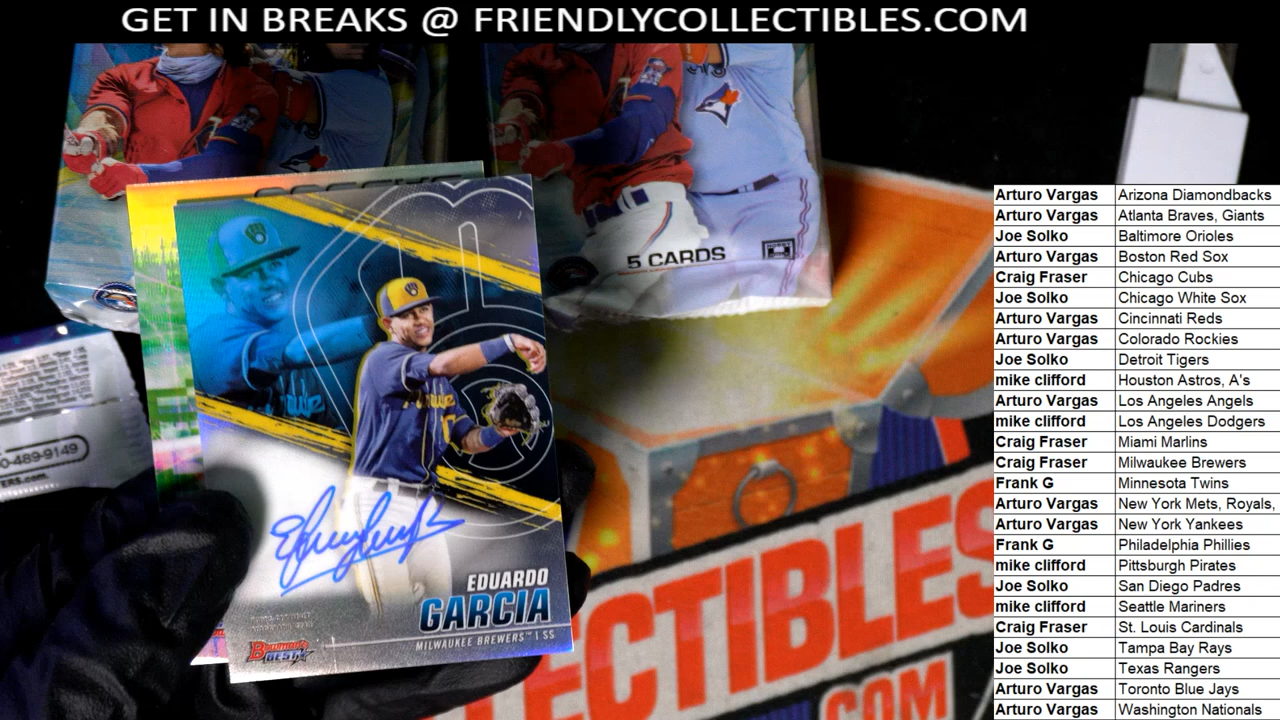 GET IN BREAKS @ FRIENDLYCOLLECTIBLES.COM
5 CARDS
0-489-9149
EDUARDO
GARCIA
MILWAUKEE BREWERS™ | SS
Bowman's
BEST
ECTIBLES
.COM
Arturo Vargas Arizona Diamondbacks
Arturo Vargas Atlanta Braves, Giants
Joe Solko Baltimore Orioles
Arturo Vargas Boston Red Sox
Craig Fraser Chicago Cubs
Joe Solko Chicago White Sox
Arturo Vargas Cincinnati Reds
Arturo Vargas Colorado Rockies
Joe Solko Detroit Tigers
mike clifford Houston Astros, A's
Arturo Vargas Los Angeles Angels
mike clifford Los Angeles Dodgers
Craig Fraser Miami Marlins
Craig Fraser Milwaukee Brewers
Frank G Minnesota Twins
Arturo Vargas New York Mets, Royals,
Arturo Vargas New York Yankees
Frank G Philadelphia Phillies
mike clifford Pittsburgh Pirates
Joe Solko San Diego Padres
mike clifford Seattle Mariners
Craig Fraser St. Louis Cardinals
Joe Solko Tampa Bay Rays
Joe Solko Texas Rangers
Arturo Vargas Toronto Blue Jays
Arturo Vargas Washington Nationals